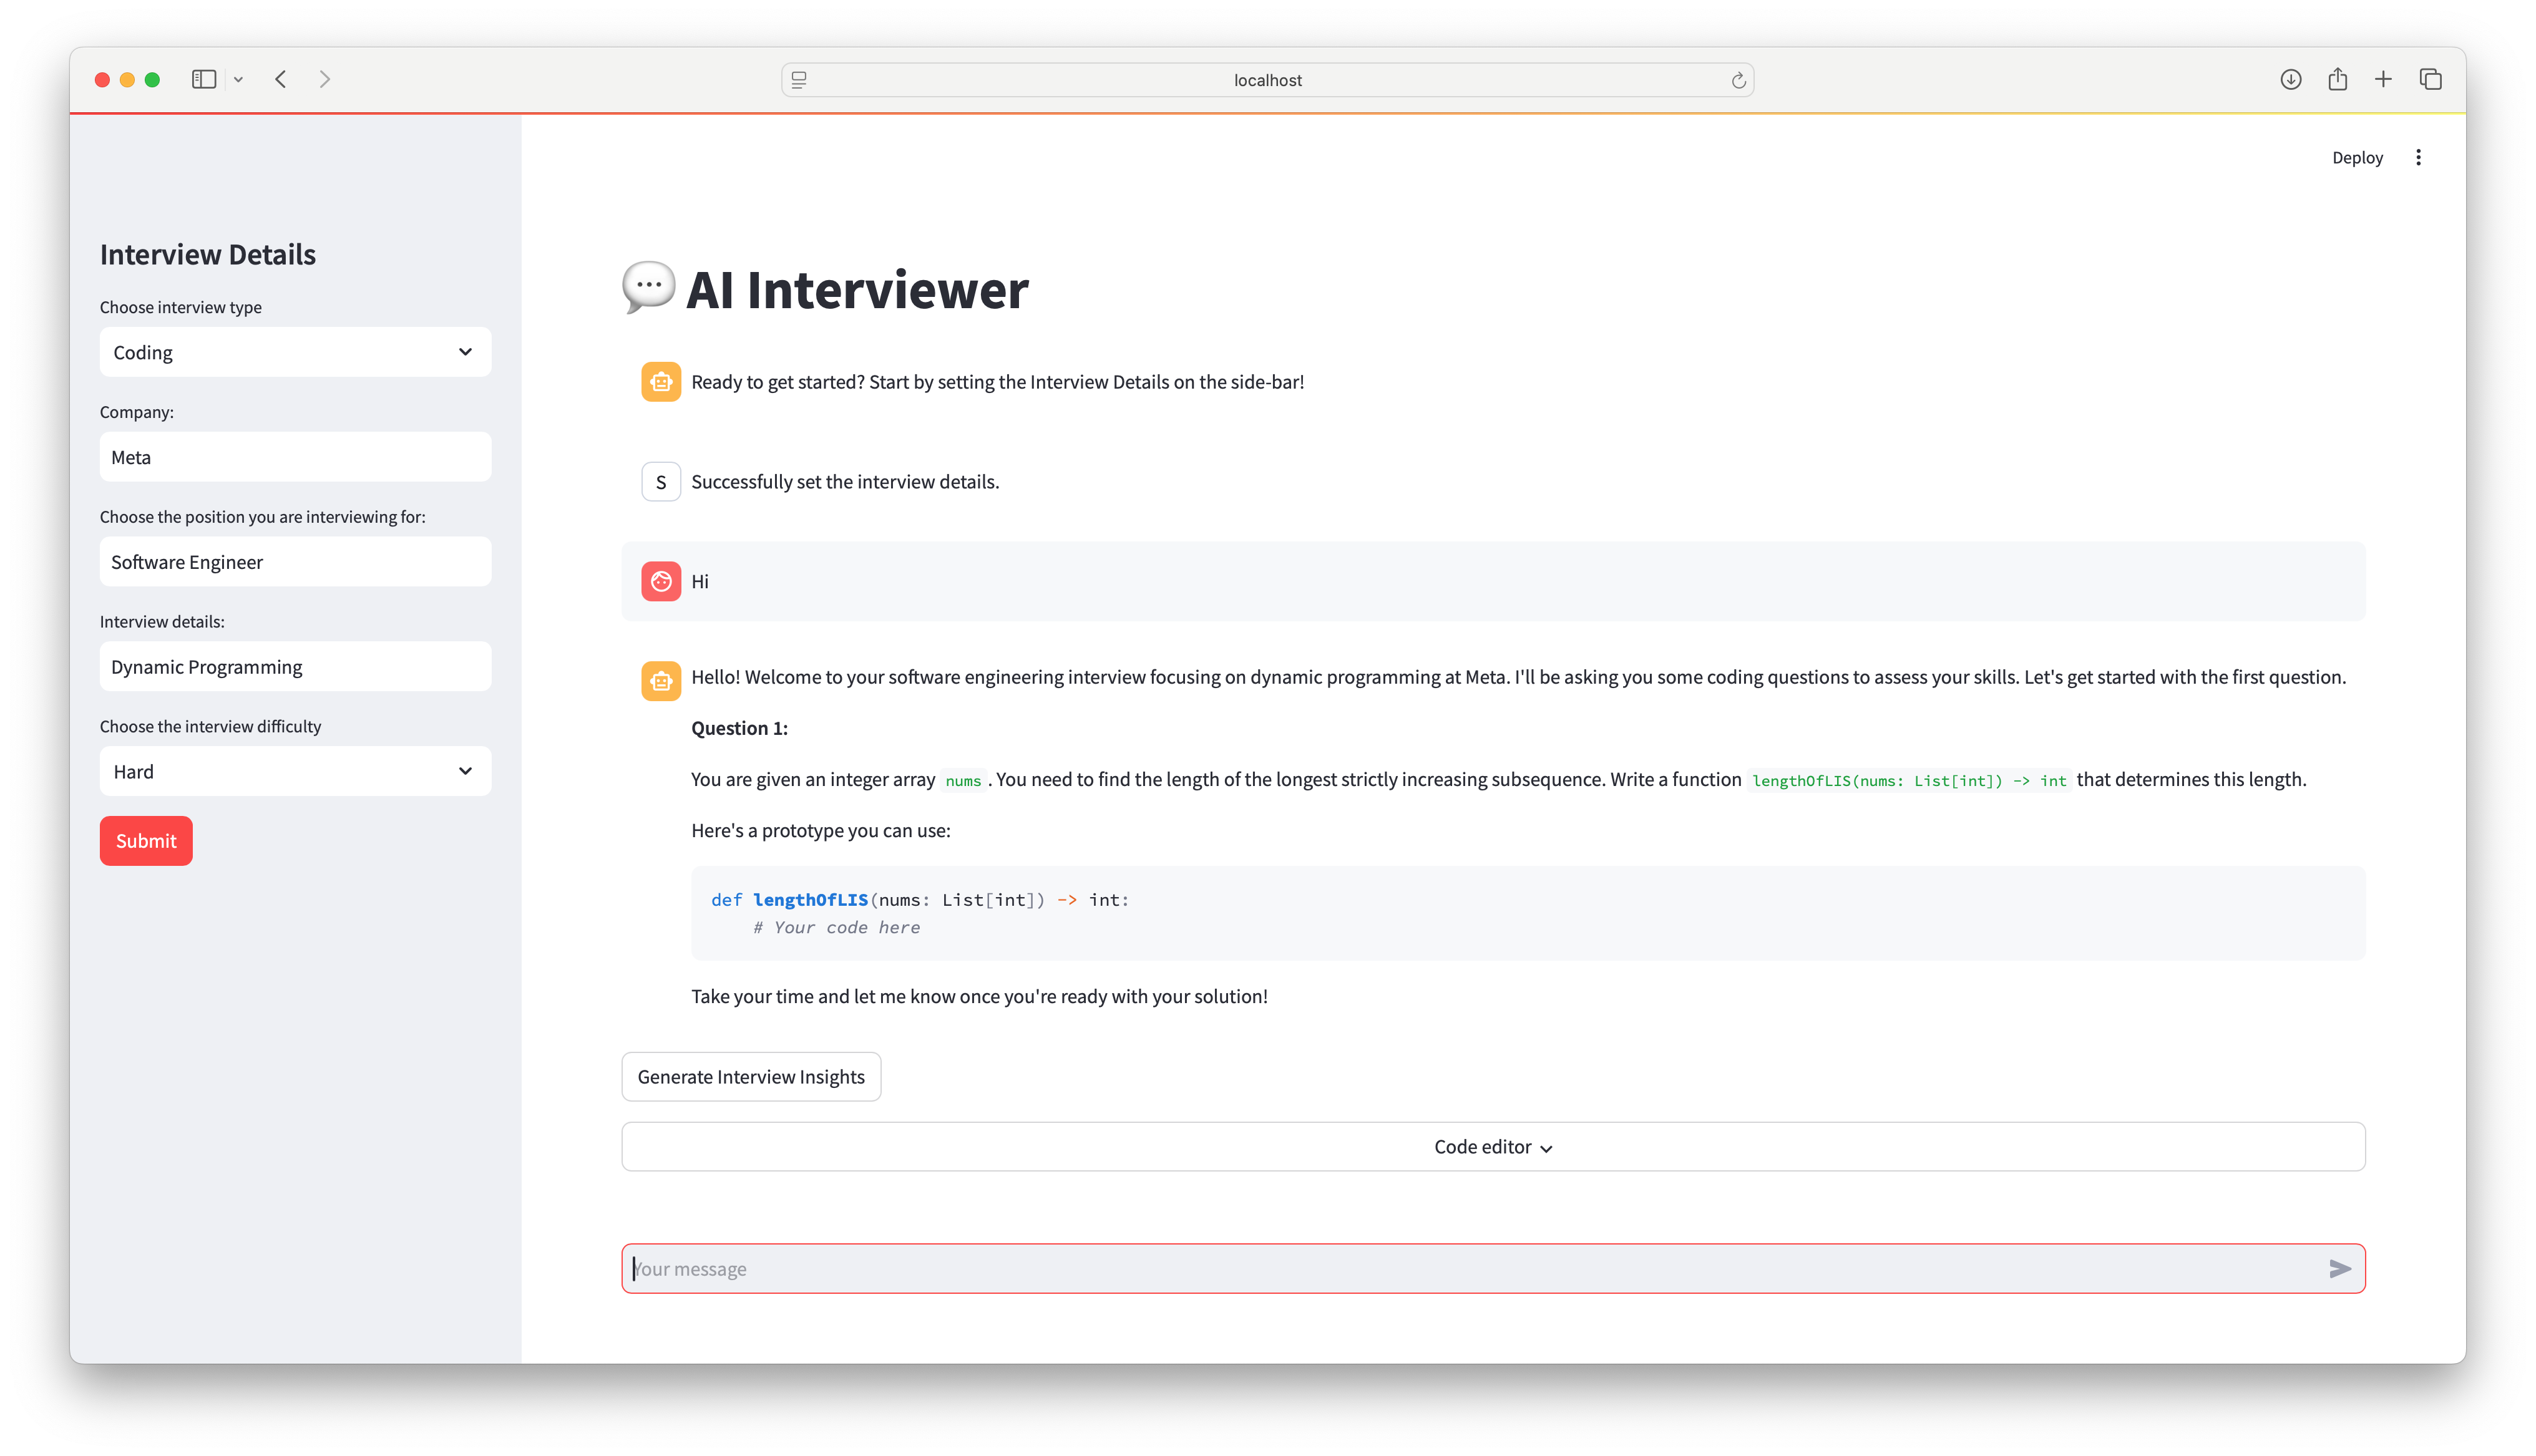 localhost
Deploy
Interview Details
Choose interview type
Coding
Company:
Meta
Choose the position you are interviewing for:
Software Engineer
Interview details:
Dynamic Programming
Choose the interview difficulty
Hard
Submit
AI Interviewer
Ready to get started? Start by setting the Interview Details on the side-bar!
S
Successfully set the interview details.
Hi
Hello! Welcome to your software engineering interview focusing on dynamic programming at Meta. I'll be asking you some coding questions to assess your skills. Let's get started with the first question.
Question 1:
You are given an integer array nums. You need to find the length of the longest strictly increasing subsequence. Write a function lengthOfLIS(nums: List[int]) -> int that determines this length.
Here's a prototype you can use:
def lengthOfLIS(nums: List[int]) -> int:
    # Your code here
Take your time and let me know once you're ready with your solution!
Generate Interview Insights
Code editor
Your message